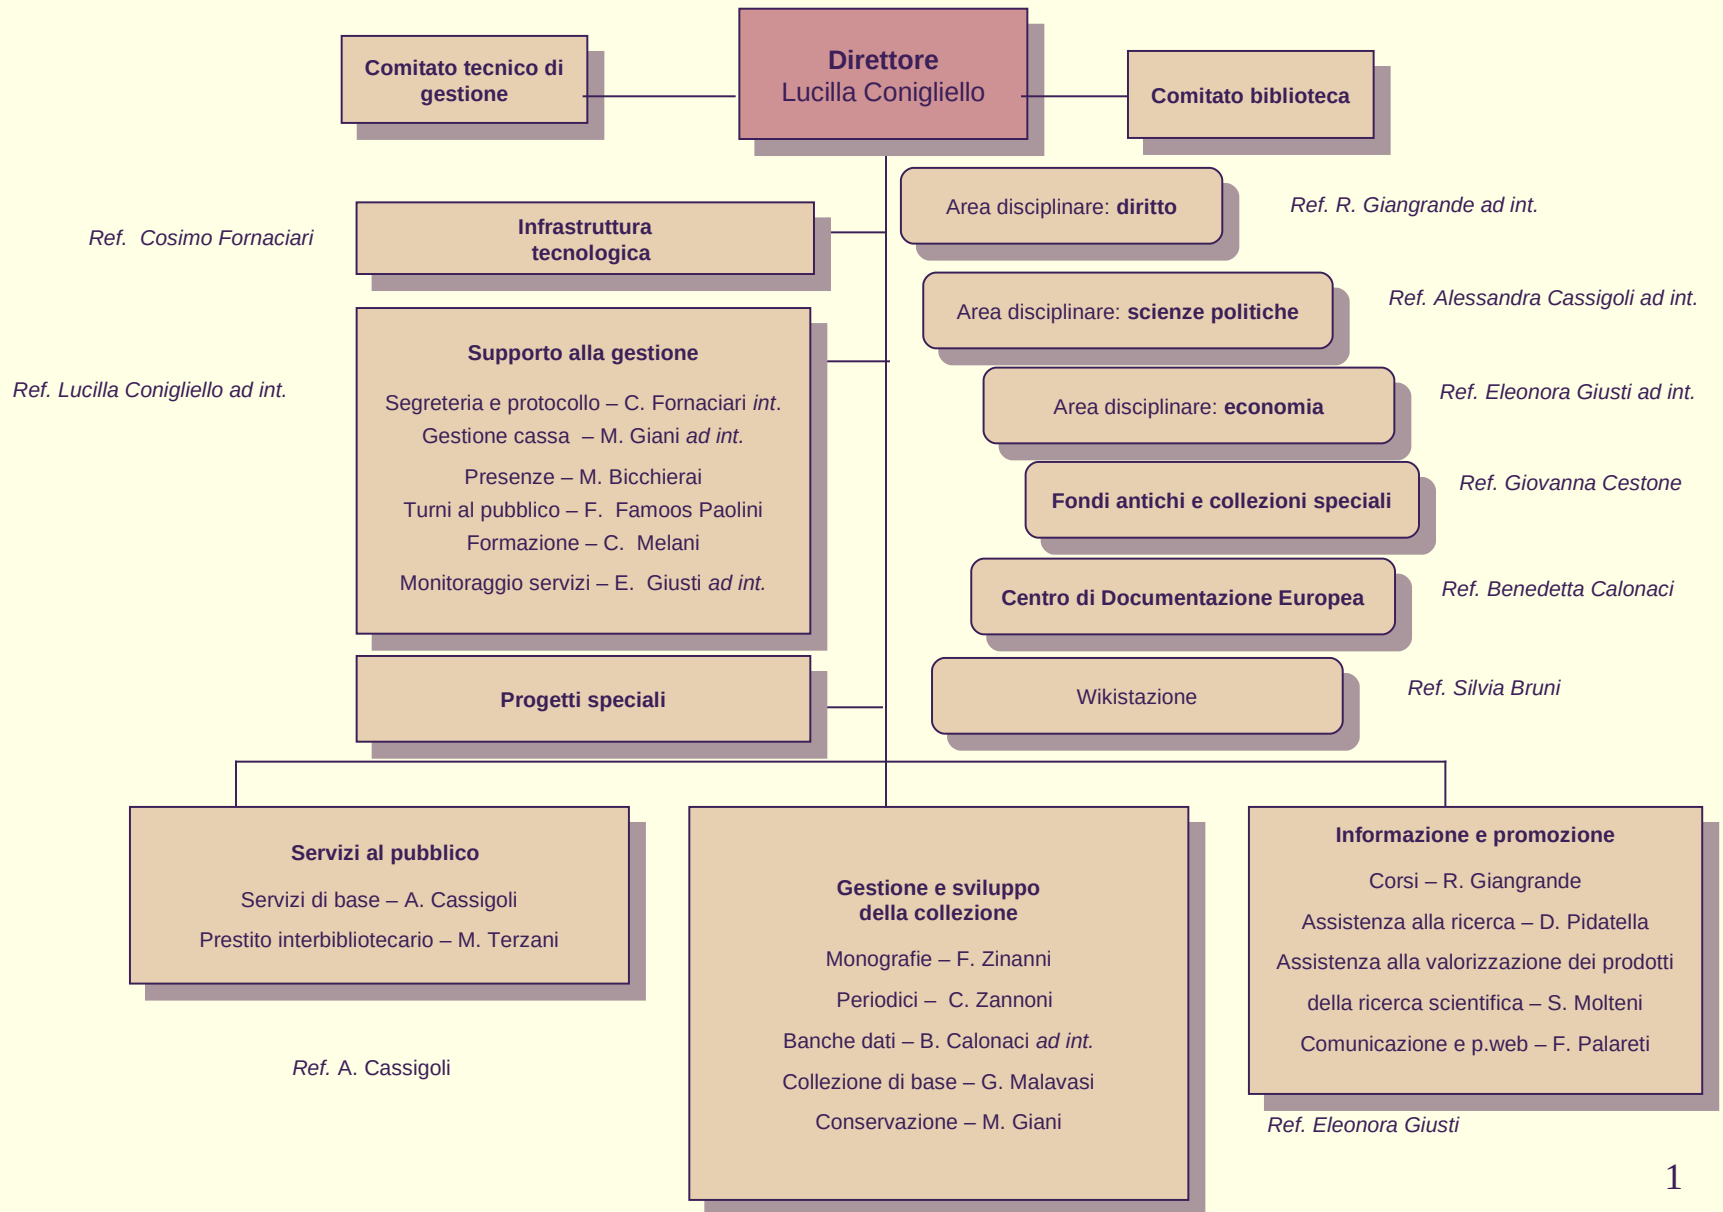 Comitato tecnico di
gestione
Direttore
Lucilla Conigliello
Comitato biblioteca
Ref. Cosimo Fornaciari
Infrastruttura
tecnologica
Area disciplinare: diritto
Ref. R. Giangrande ad int.
Area disciplinare: scienze politiche
Ref. Alessandra Cassigoli ad int.
Ref. Lucilla Conigliello ad int.
Supporto alla gestione
Segreteria e protocollo – C. Fornaciari int.
Gestione cassa – M. Giani ad int.
Presenze – M. Bicchierai
Turni al pubblico – F. Famoos Paolini
Formazione – C. Melani
Monitoraggio servizi – E. Giusti ad int.
Area disciplinare: economia
Ref. Eleonora Giusti ad int.
Fondi antichi e collezioni speciali
Ref. Giovanna Cestone
Centro di Documentazione Europea
Ref. Benedetta Calonaci
Progetti speciali
Wikistazione
Ref. Silvia Bruni
Servizi al pubblico
Servizi di base – A. Cassigoli
Prestito interbibliotecario – M. Terzani
Ref. A. Cassigoli
Gestione e sviluppo
della collezione
Monografie – F. Zinanni
Periodici – C. Zannoni
Banche dati – B. Calonaci ad int.
Collezione di base – G. Malavasi
Conservazione – M. Giani
Informazione e promozione
Corsi – R. Giangrande
Assistenza alla ricerca – D. Pidatella
Assistenza alla valorizzazione dei prodotti
della ricerca scientifica – S. Molteni
Comunicazione e p.web – F. Palareti
Ref. Eleonora Giusti
1